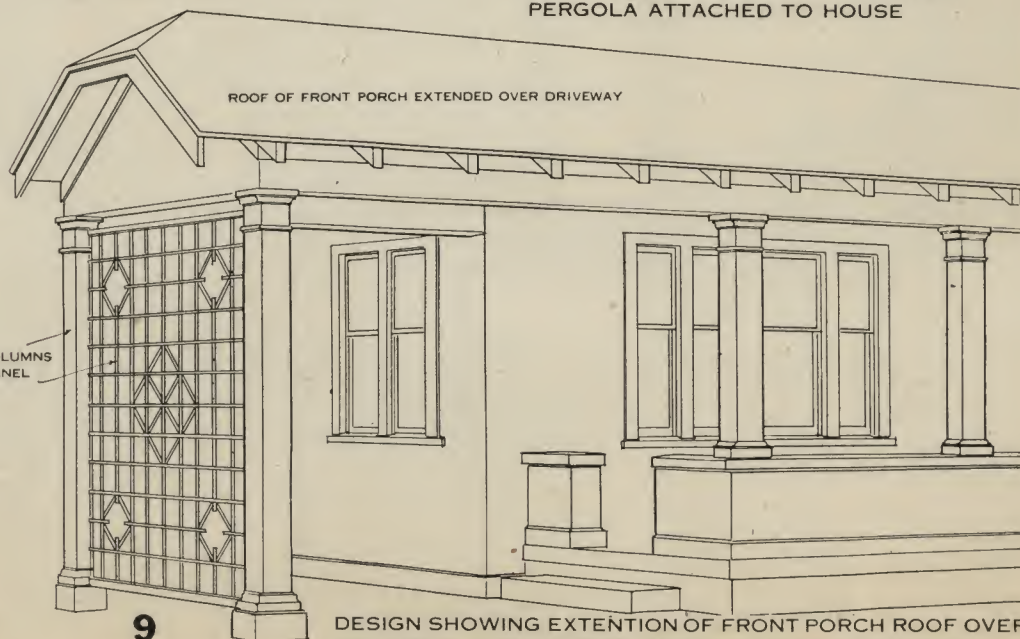 PERGOLA ATTACHED TO HOUSE
ROOF OF FRONT PORCH EXTENDED OVER DRIVEWAY
LUMNS
NEL
9
DESIGN SHOWING EXTENTION OF FRONT PORCH ROOF OVER